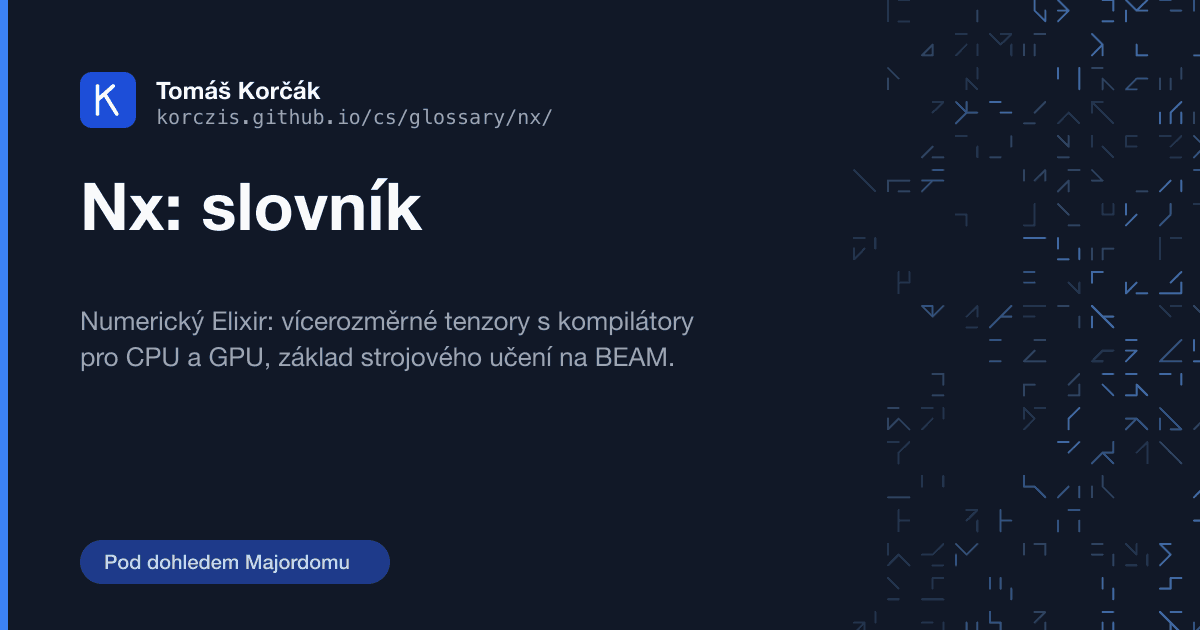 K
Tomáš Korčák
korczis.github.io/cs/glossary/nx/
Nx: slovník
Numerický Elixir: vícerozměrné tenzory s kompilátory
pro CPU a GPU, základ strojového učení na BEAM.
Pod dohledem Majordomu